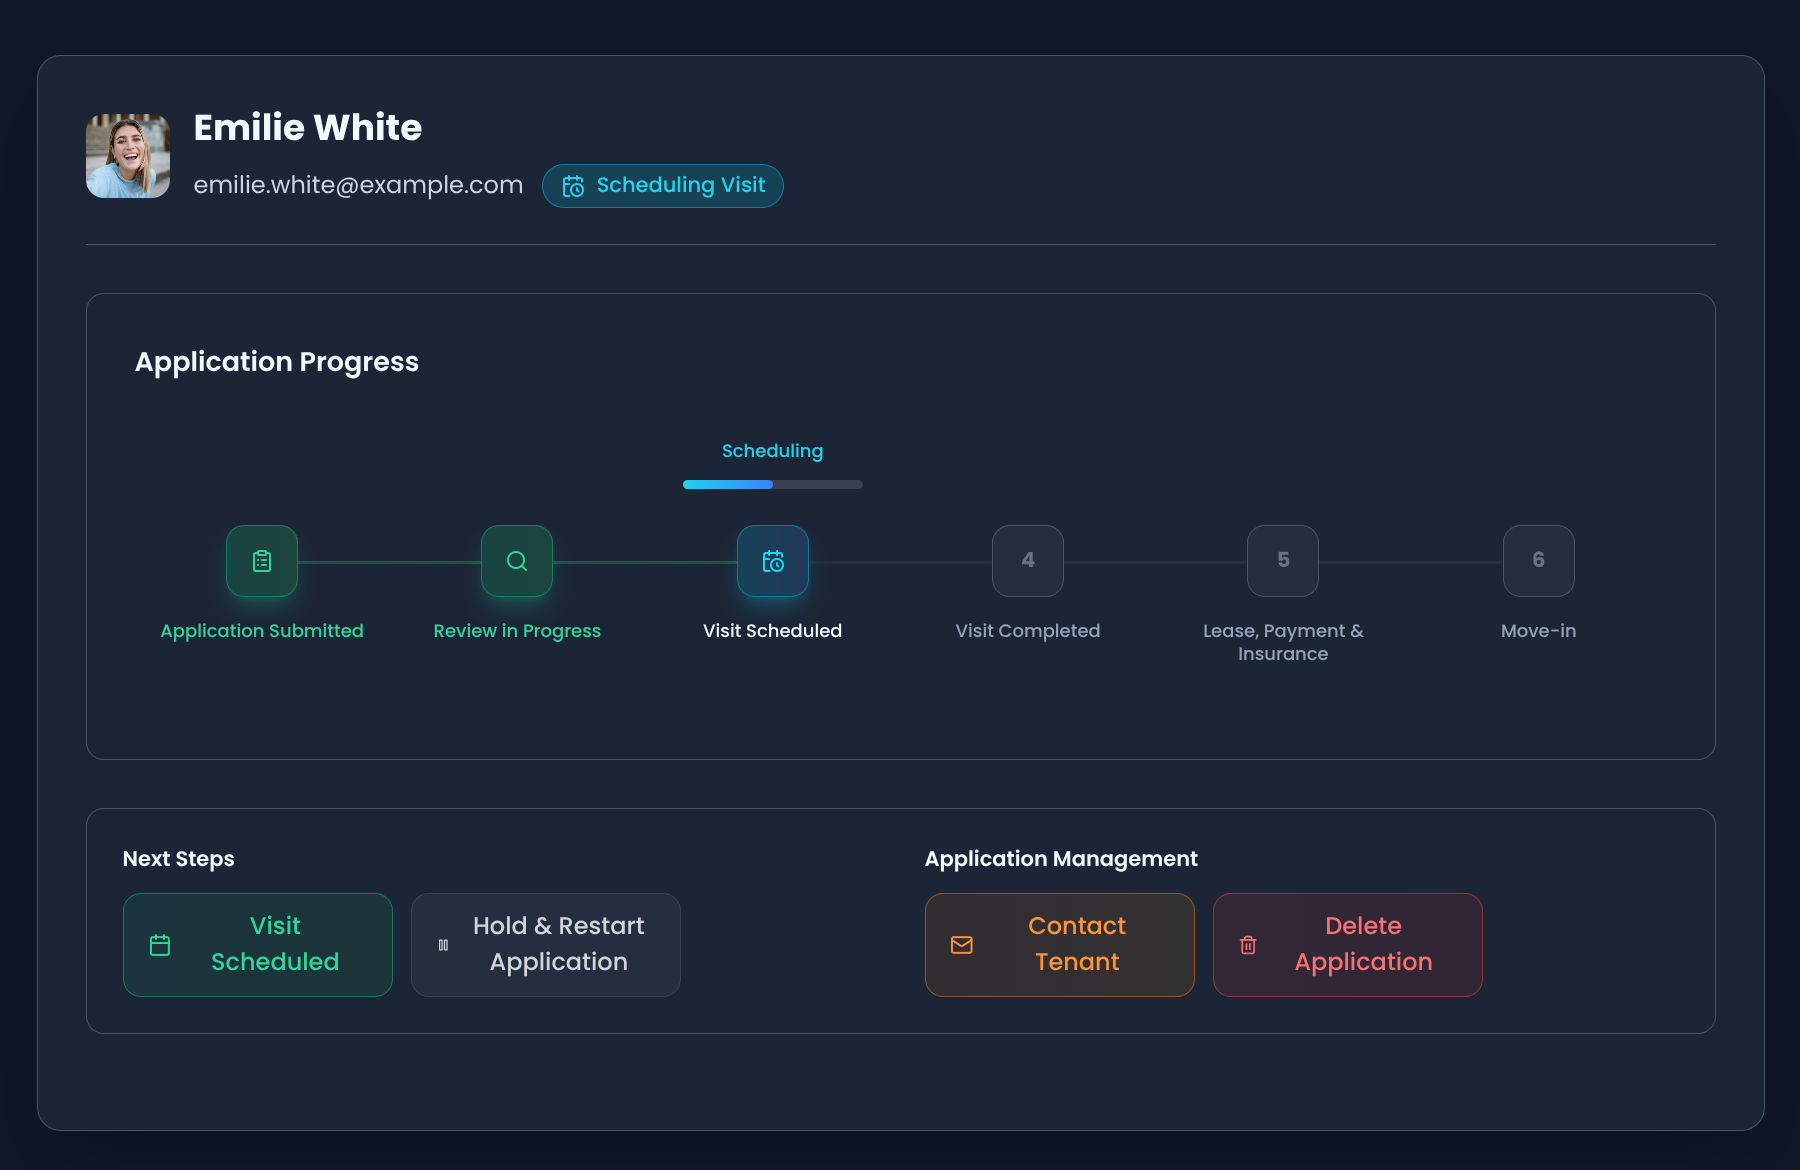 Emilie White
emilie.white@example.com
Scheduling Visit
Application Progress
Scheduling
4
5
6
Application Submitted
Review in Progress
Visit Scheduled
Visit Completed
Lease, Payment &
Insurance
Move-in
Next Steps
Visit
Scheduled
Hold & Restart
Application
Application Management
Contact
Tenant
Delete
Application